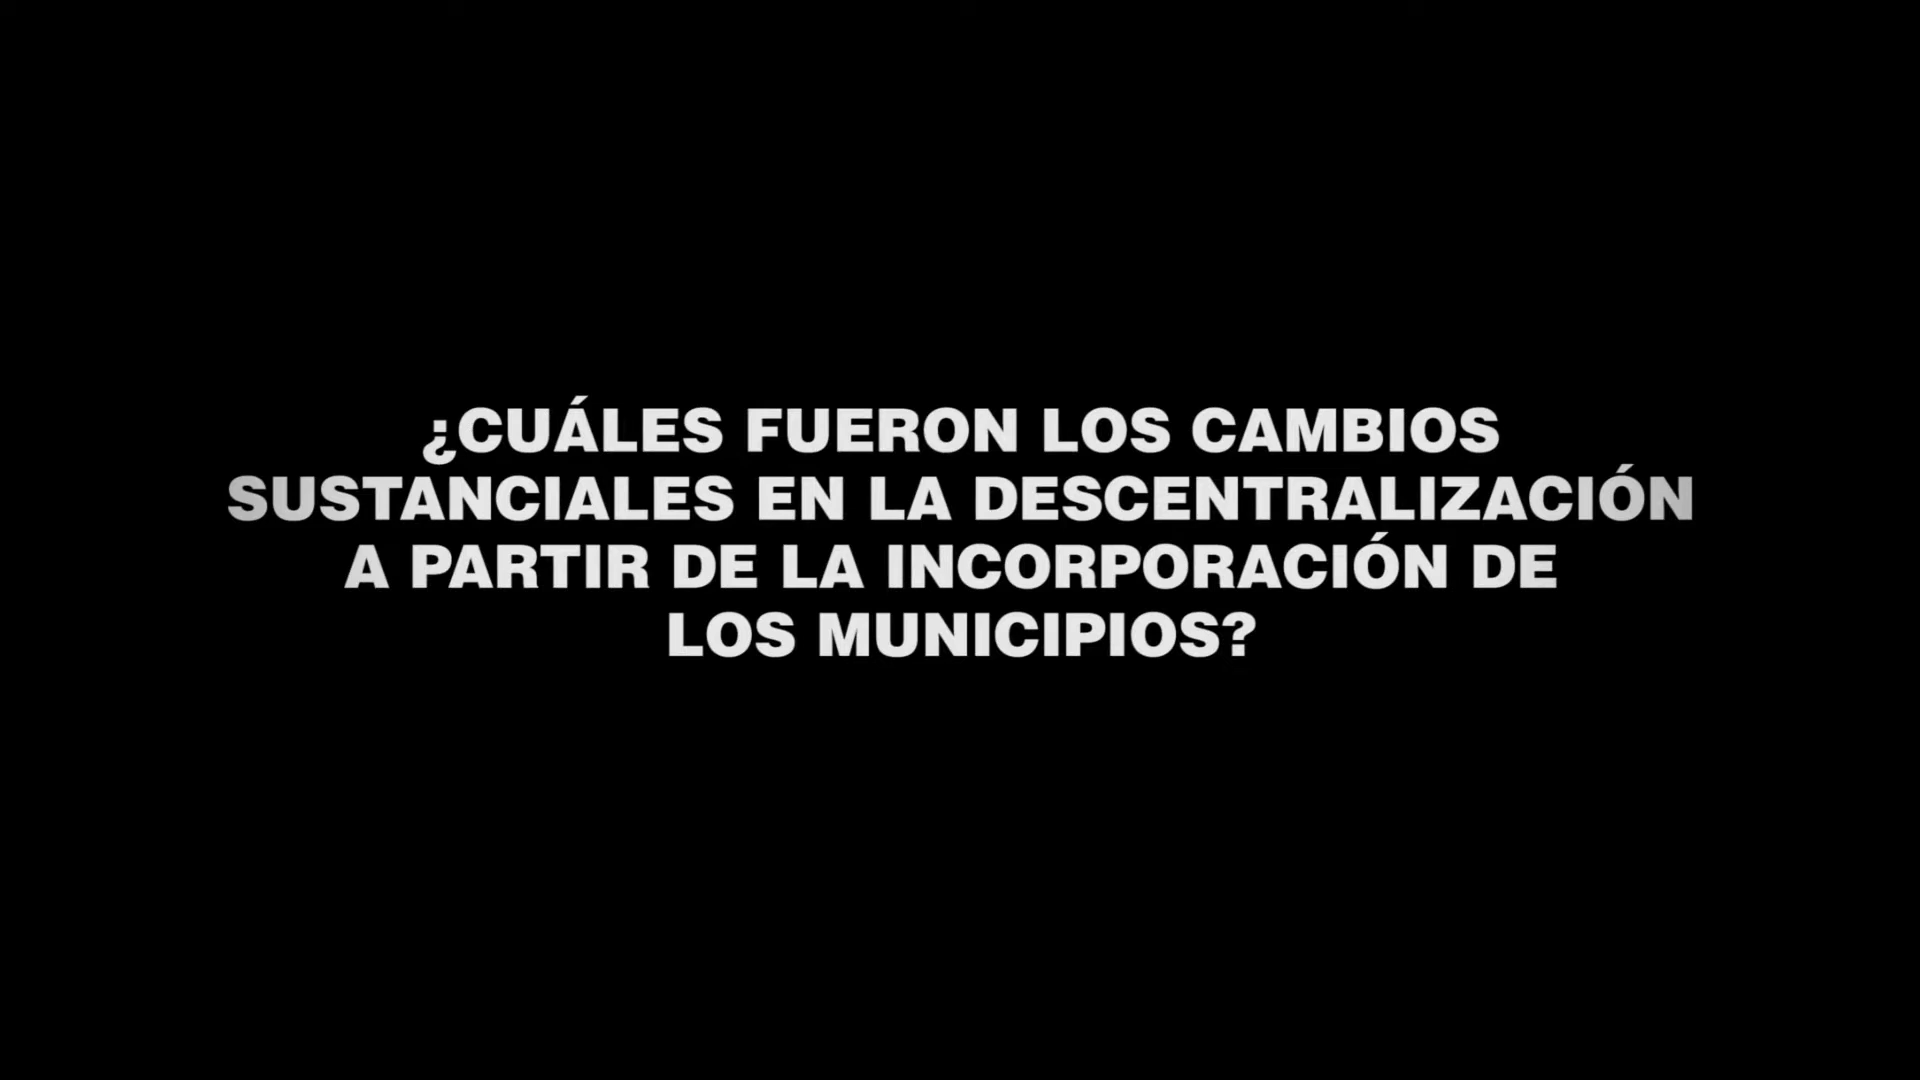 ¿CUÁLES FUERON LOS CAMBIOS
SUSTANCIALES EN LA DESCENTRALIZACIÓN
A PARTIR DE LA INCORPORACIÓN DE
LOS MUNICIPIOS?